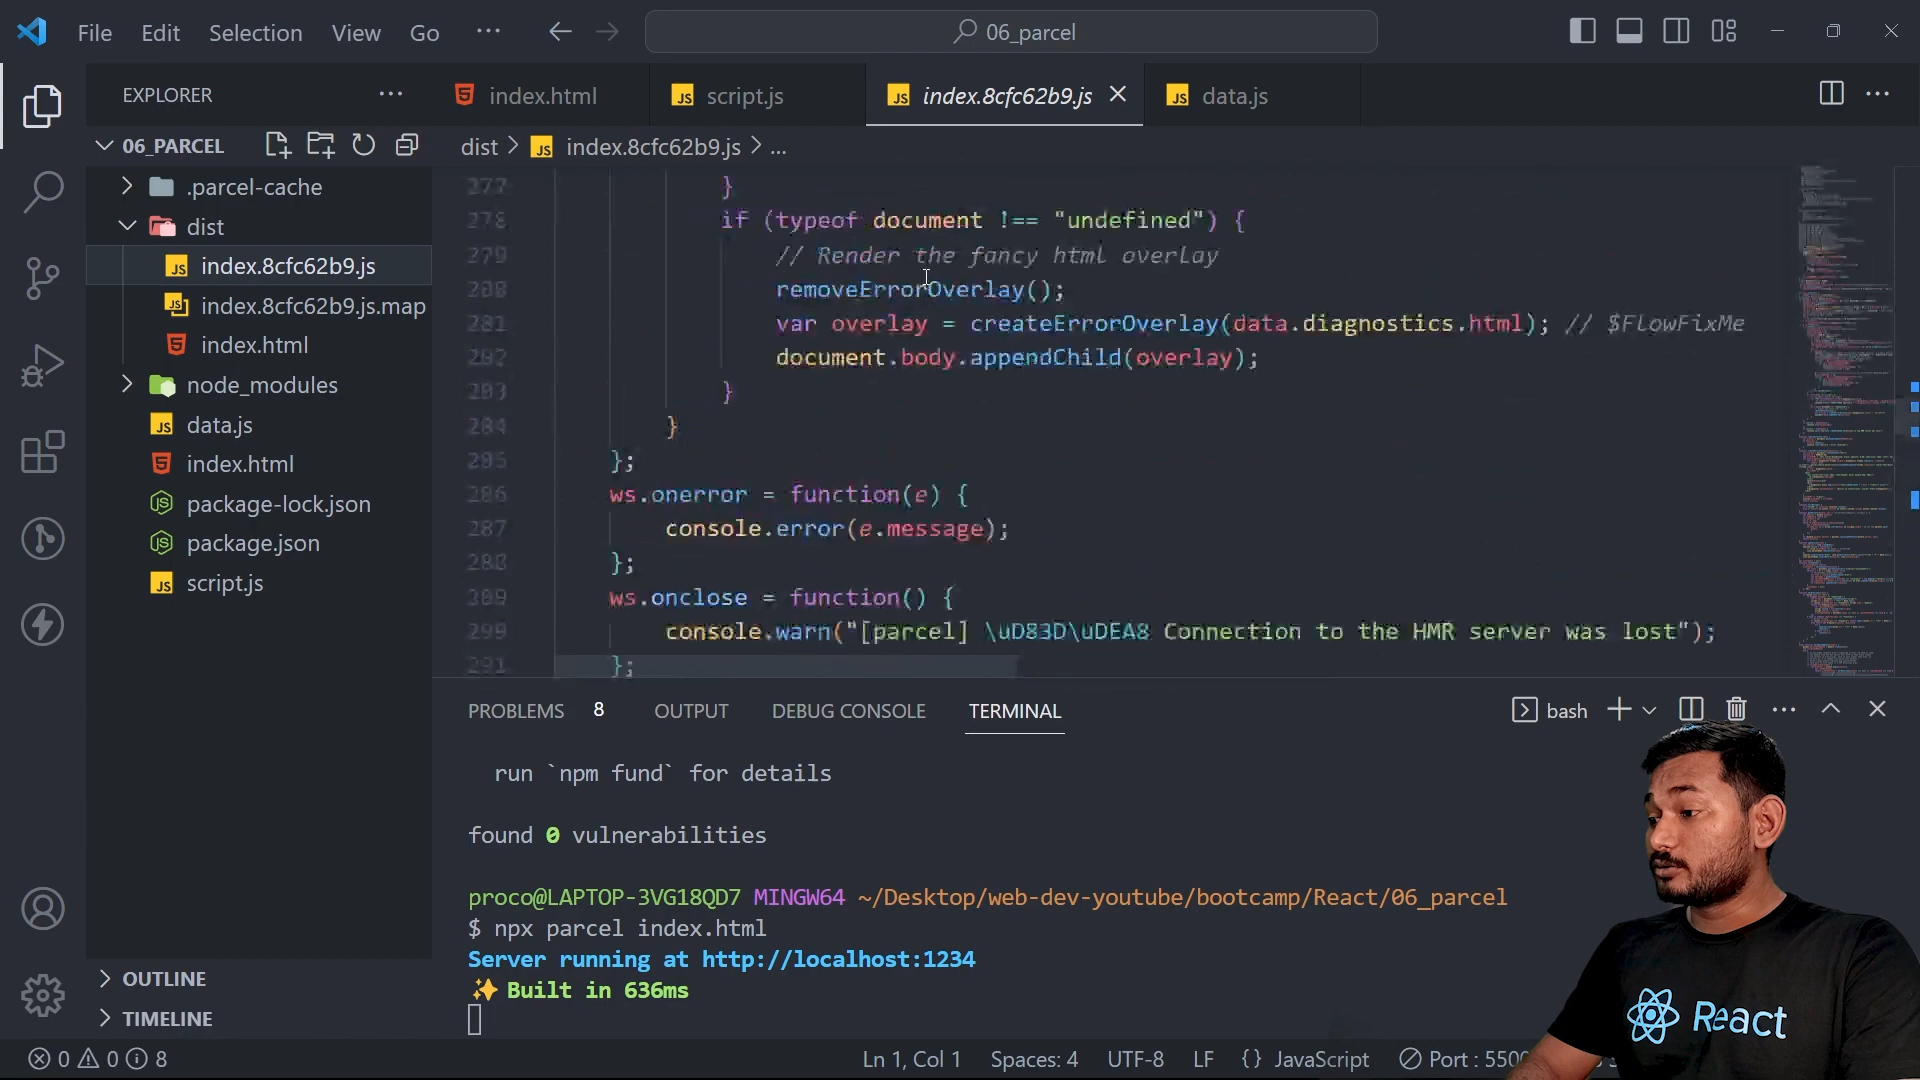 File Edit Selection View Go ··· 06_parcel
EXPLORER ···
index.html script.js index.8cfc62b9.js data.js
06_PARCEL
dist > index.8cfc62b9.js > ...
.parcel-cache
dist
index.8cfc62b9.js
index.8cfc62b9.js.map
index.html
node_modules
data.js
index.html
package-lock.json
package.json
script.js
OUTLINE
TIMELINE
}
if (typeof document !== "undefined") {
// Render the fancy html overlay
removeErrorOverlay();
var overlay = createErrorOverlay(data.diagnostics.html); // $FlowFixMe
document.body.appendChild(overlay);
}
}
};
286 ws.onerror = function(e) {
287 console.error(e.message);
};
ws.onclose = function() {
console.warn("[parcel] \uD83D\uDEA8 Connection to the HMR server was lost");
};
PROBLEMS 8 OUTPUT DEBUG CONSOLE TERMINAL bash
run `npm fund` for details
found 0 vulnerabilities
proco@LAPTOP-3VG18QD7 MINGW64 ~/Desktop/web-dev-youtube/bootcamp/React/06_parcel
$ npx parcel index.html
Server running at http://localhost:1234
✨ Built in 636ms
React
0 0 8 Ln 1, Col 1 Spaces: 4 UTF-8 LF {} JavaScript Port : 5500